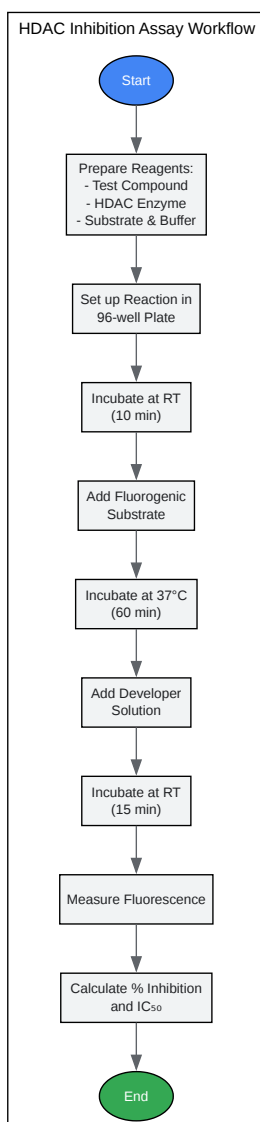 HDAC Inhibition Assay Workflow
Start
Prepare Reagents:
- Test Compound
- HDAC Enzyme
- Substrate & Buffer
Set up Reaction in
96-well Plate
Incubate at RT
(10 min)
Add Fluorogenic
Substrate
Incubate at 37°C
(60 min)
Add Developer
Solution
Incubate at RT
(15 min)
Measure Fluorescence
Calculate % Inhibition
and IC₅₀
End